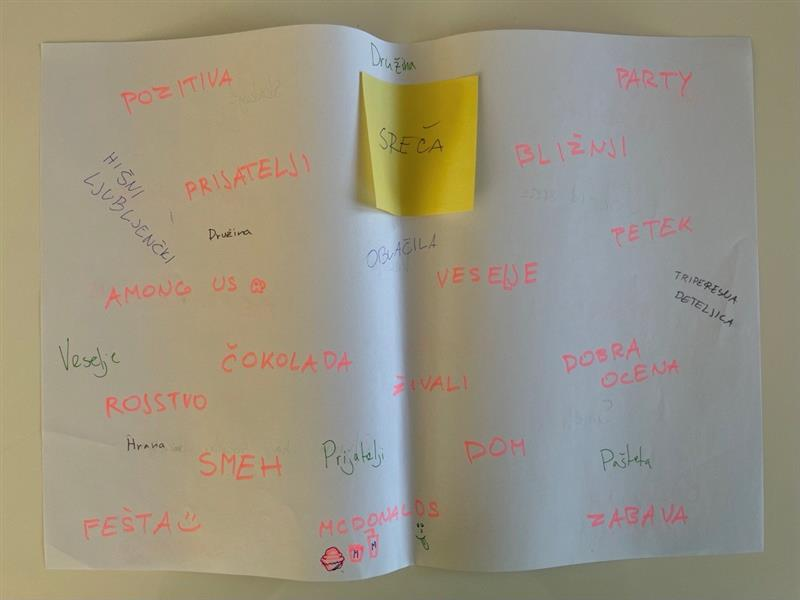 Družina
POZITIVA
PARTY
SREČA
BLIŽNJI
HIŠNI
LJUBLJENČKI
PRIJATELJI
Družina
PETEK
OBLAČILA
VESELJE
AMONG US
TRIPERESNA
DETELJICA
Veselje
ČOKOLADA
DOBRA
OCENA
ŽIVALI
ROJSTVO
Hrana
SMEH
Prijatelji
DOM
Pašteta
FEŠTA
MCDONALDS
ZABAVA
M
M